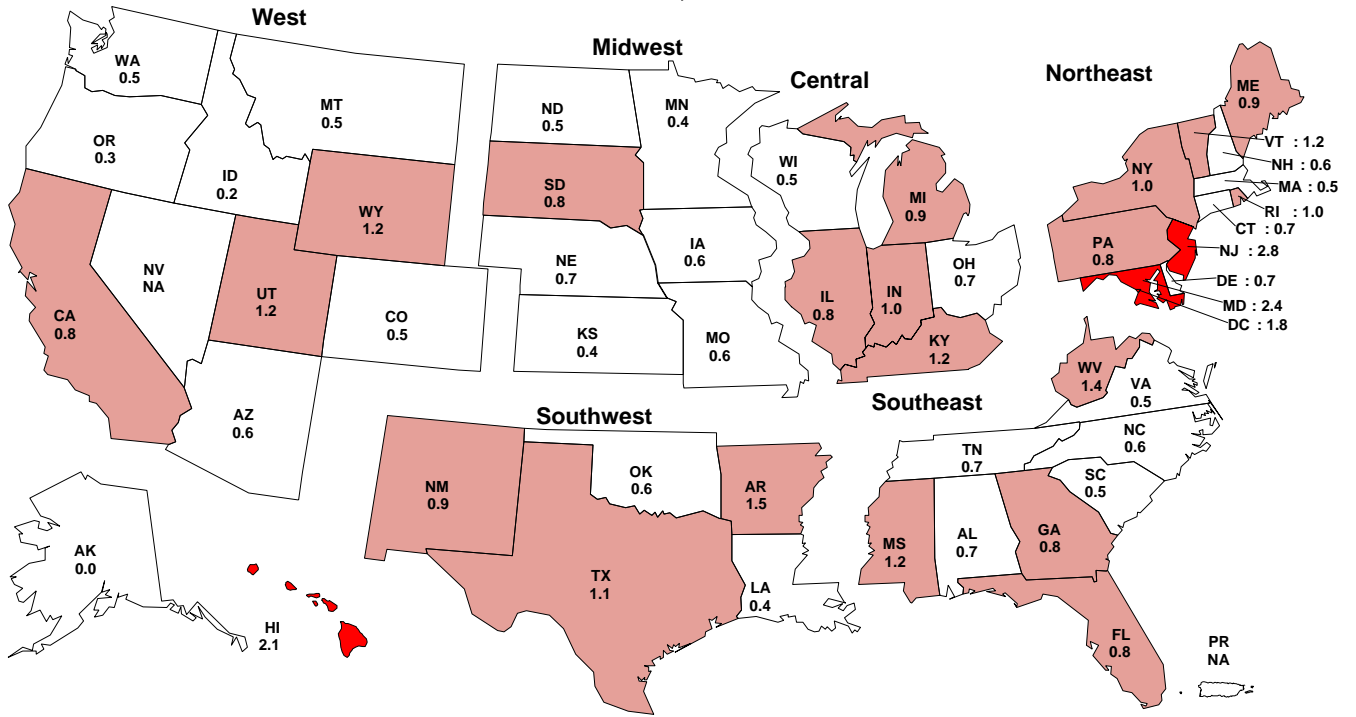 West
WA
0.5
OR
0.3
CA
0.8
NV
NA
ID
0.2
MT
0.5
WY
1.2
UT
1.2
CO
0.5
AZ
0.6
AK
0.0
HI
2.1
Midwest
ND
0.5
MN
0.4
SD
0.8
NE
0.7
IA
0.6
KS
0.4
MO
0.6
Central
WI
0.5
MI
0.9
IL
0.8
IN
1.0
OH
0.7
KY
1.2
Northeast
ME
0.9
VT : 1.2
NH : 0.6
MA : 0.5
RI : 1.0
CT : 0.7
NJ : 2.8
DE : 0.7
MD : 2.4
DC : 1.8
NY
1.0
PA
0.8
Southwest
NM
0.9
OK
0.6
AR
1.5
TX
1.1
LA
0.4
Southeast
WV
1.4
VA
0.5
TN
0.7
NC
0.6
SC
0.5
MS
1.2
AL
0.7
GA
0.8
FL
0.8
PR
NA